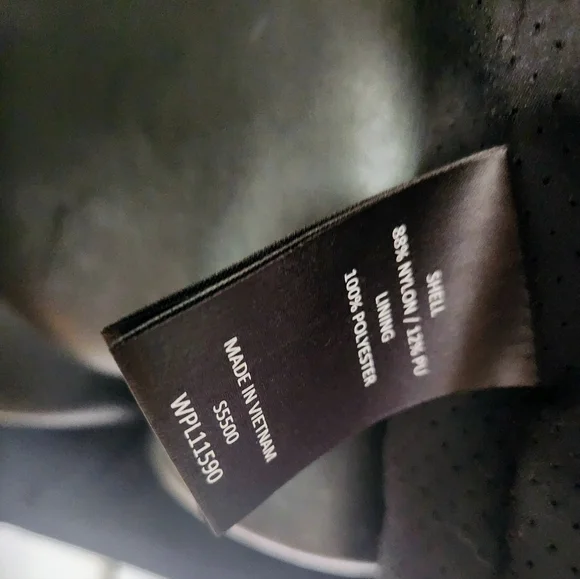 SHELL
88% NYLON / 12% PU
LINING
100% POLYESTER
MADE IN VIETNAM
S5500
WPL11590